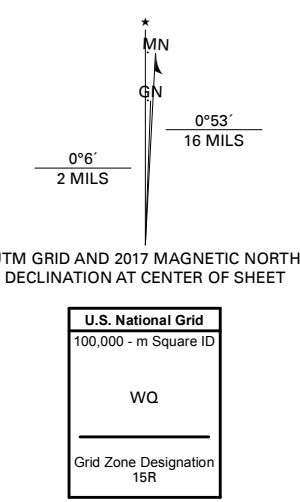 ★
MN
GN
0°53´
16 MILS
0°6´
2 MILS
UTM GRID AND 2017 MAGNETIC NORTH
DECLINATION AT CENTER OF SHEET
U.S. National Grid
100,000 - m Square ID
WQ
Grid Zone Designation
15R